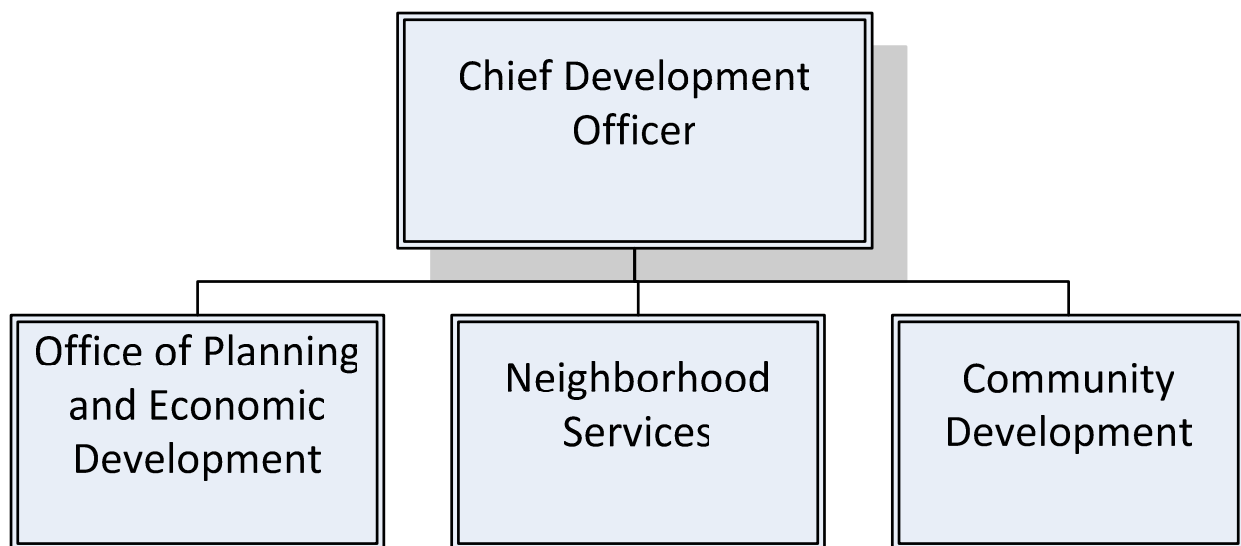 Chief Development
Officer
Office of Planning
and Economic
Development
Neighborhood
Services
Community
Development